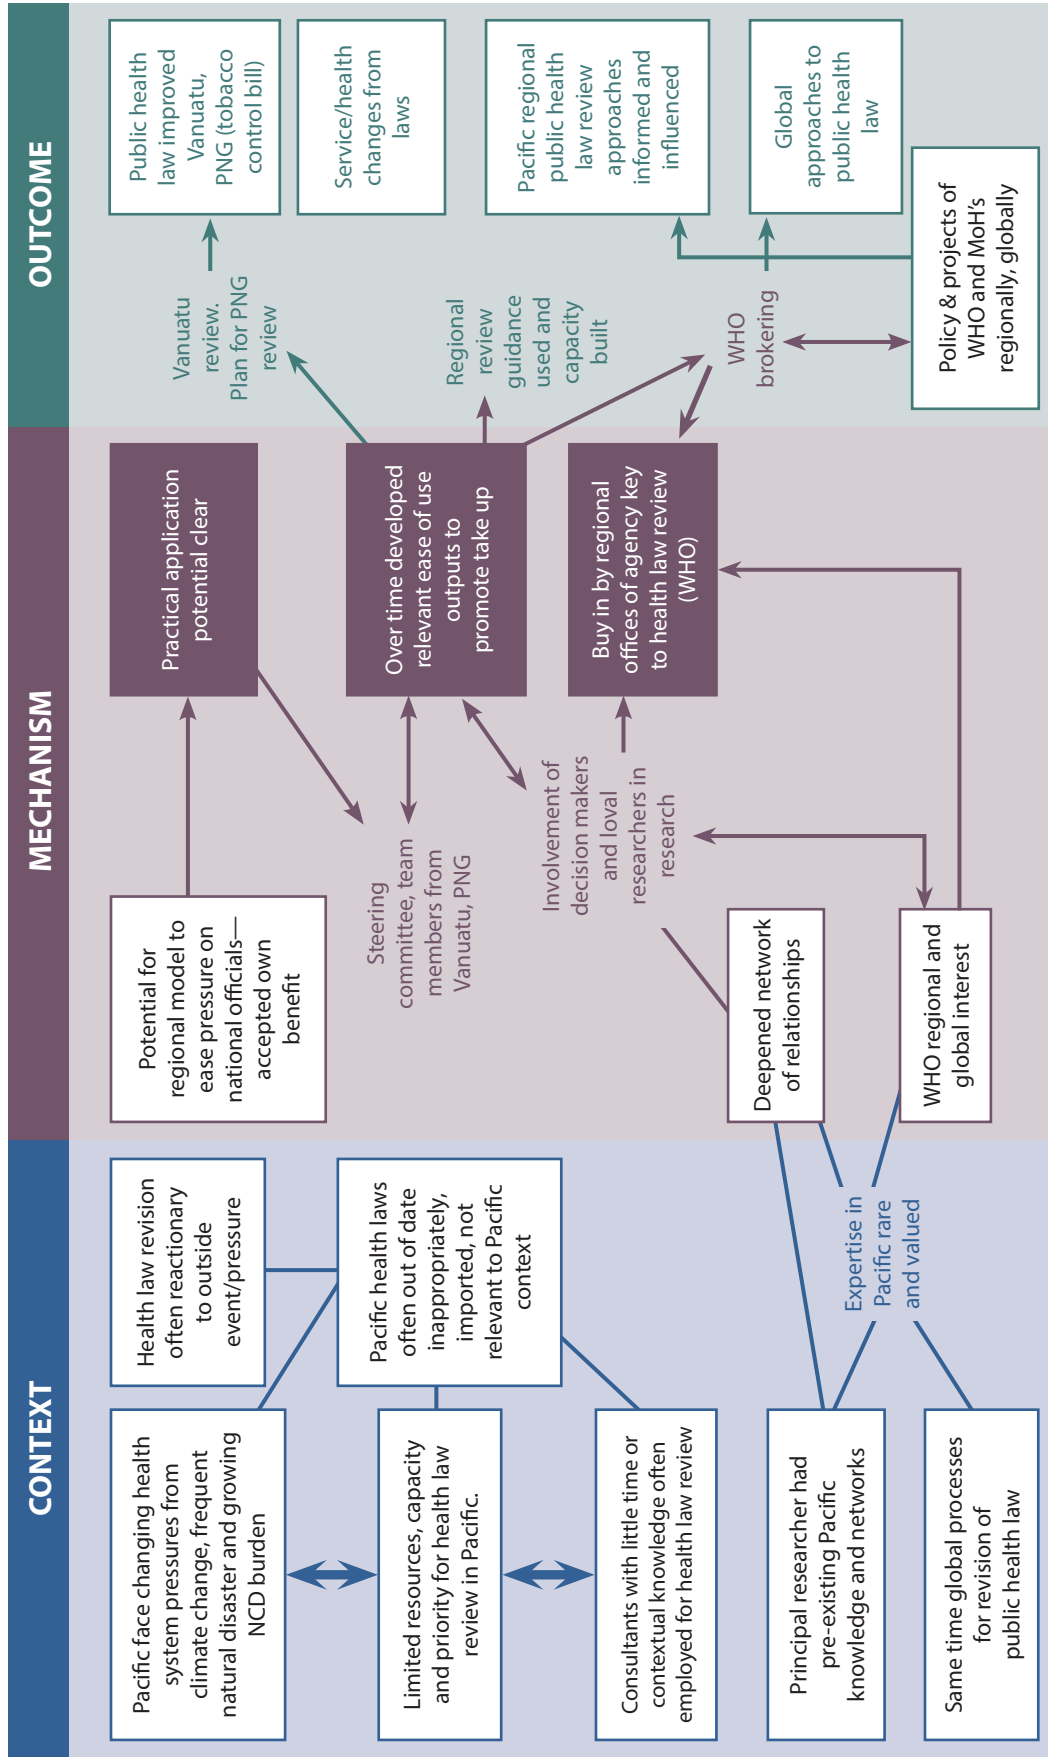 CONTEXT
Pacific face changing health
system pressures from
climate change, frequent
natural disaster and growing
NCD burden
Limited resources, capacity
and priority for health law
review in Pacific.
Consultants with little time or
contextual knowledge often
employed for health law review
Principal researcher had
pre-existing Pacific
knowledge and networks
Same time global processes
for revision of
public health law
Health law revision
often reactionary
to outside
event/pressure
Pacific health laws
often out of date
inappropriately,
imported, not
relevant to Pacific
context
Expertise in
Pacific rare
and valued
MECHANISM
Potential for
regional model to
ease pressure on
national officials—
accepted own
benefit
Steering
committee, team
members from
Vanuatu, PNG
Involvement of
decision makers
and loval
researchers in
research
Deepened network
of relationships
WHO regional and
global interest
Practical application
potential clear
Over time developed
relevant ease of use
outputs to
promote take up
Buy in by regional
offices of agency key
to health law review
(WHO)
OUTCOME
Vanuatu
review.
Plan for PNG
review
Regional
review
guidance
used and
capacity
built
WHO
brokering
Policy & projects of
WHO and MoH's
regionally, globally
Public health
law improved
Vanuatu,
PNG (tobacco
control bill)
Service/health
changes from
laws
Pacific regional
public health
law review
approaches
informed and
influenced
Global
approaches to
public health
law